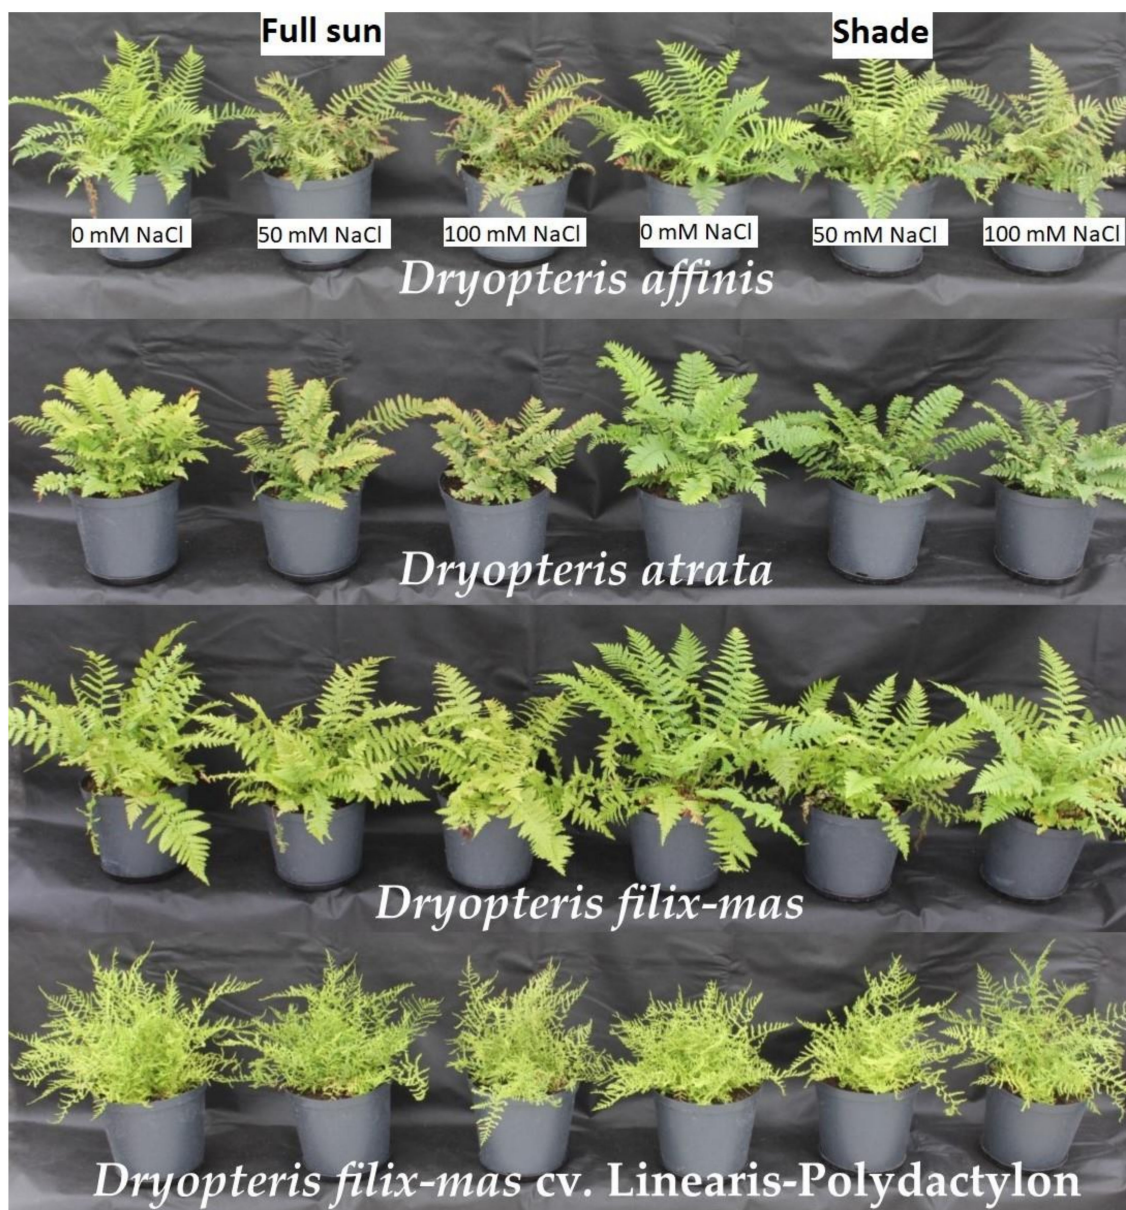 Full sun
Shade
0 mM NaCl
50 mM NaCl
100 mM NaCl
0 mM NaCl
50 mM NaCl
100 mM NaCl
Dryopteris affinis
Dryopteris atrata
Dryopteris filix-mas
Dryopteris filix-mas cv. Linearis-Polydactylon